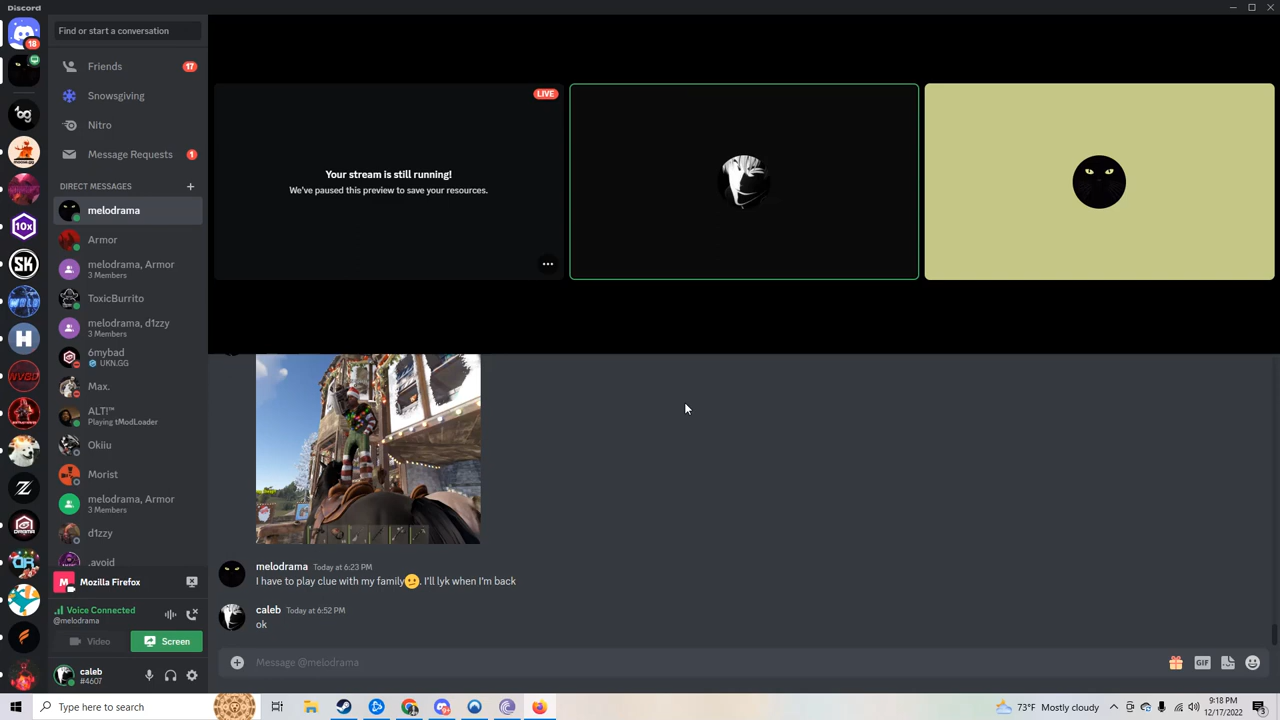 Discord
18
10x
SK
H
Z
DRAMA
Find or start a conversation
Friends
17
Snowsgiving
Nitro
Message Requests
1
DIRECT MESSAGES
melodrama
Armor
melodrama, Armor
3 Members
ToxicBurrito
melodrama, d1zzy
3 Members
6mybad
UKN.GG
Max.
ALT!™
Playing tModLoader
Okiiu
Morist
melodrama, Armor
3 Members
d1zzy
.avoid
Mozilla Firefox
Voice Connected
@melodrama
Video
Screen
caleb
#4607
LIVE
Your stream is still running!
We've paused this preview to save your resources.
melodrama Today at 6:23 PM
I have to play clue with my family😕. I'll lyk when I'm back
caleb Today at 6:52 PM
ok
Message @melodrama
GIF
Type here to search
73°F Mostly cloudy
9:18 PM
12/17/2022